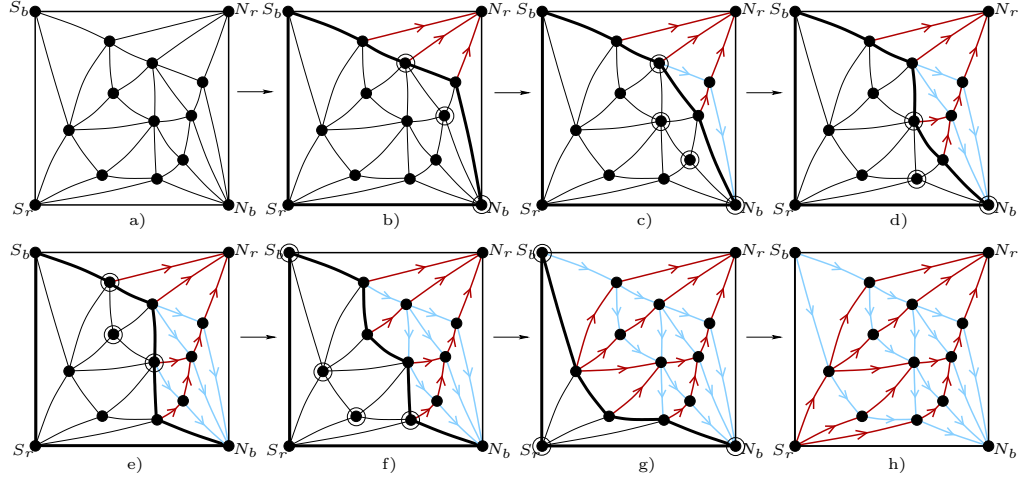 S_b N_r S_b N_r S_b N_r S_b N_r
S_r N_b S_r N_b S_r N_b S_r N_b
a) b) c) d)
S_b N_r S_b N_r S_b N_r S_b N_r
S_r N_b S_r N_b S_r N_b S_r N_b
e) f) g) h)